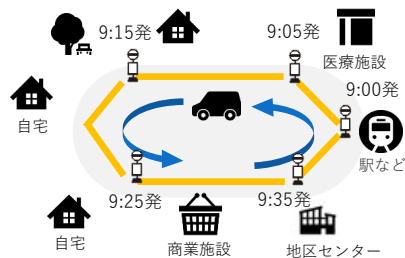 9:15発
9:05発
医療施設
9:00発
自宅
駅など
9:25発
9:35発
自宅
商業施設
地区センター